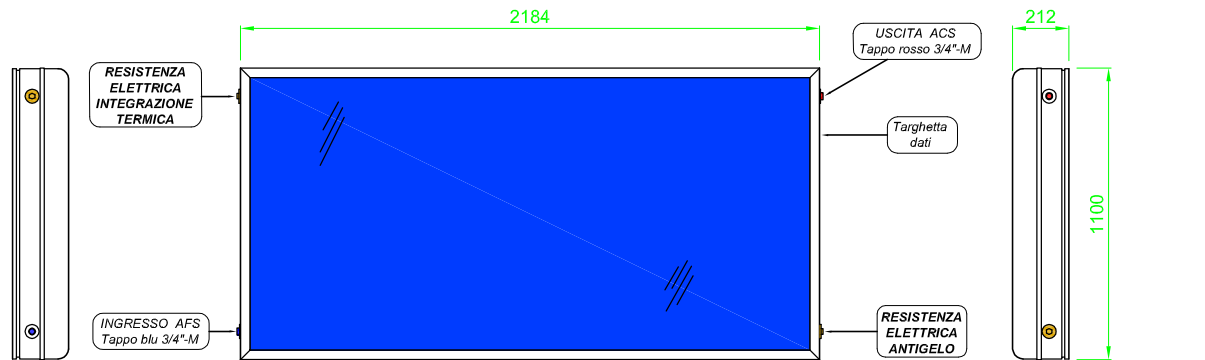 2184
212
USCITA ACS
Tappo rosso 3/4"-M
RESISTENZA
ELETTRICA
INTEGRAZIONE
TERMICA
Targhetta
dati
1100
INGRESSO AFS
Tappo blu 3/4"-M
RESISTENZA
ELETTRICA
ANTIGELO